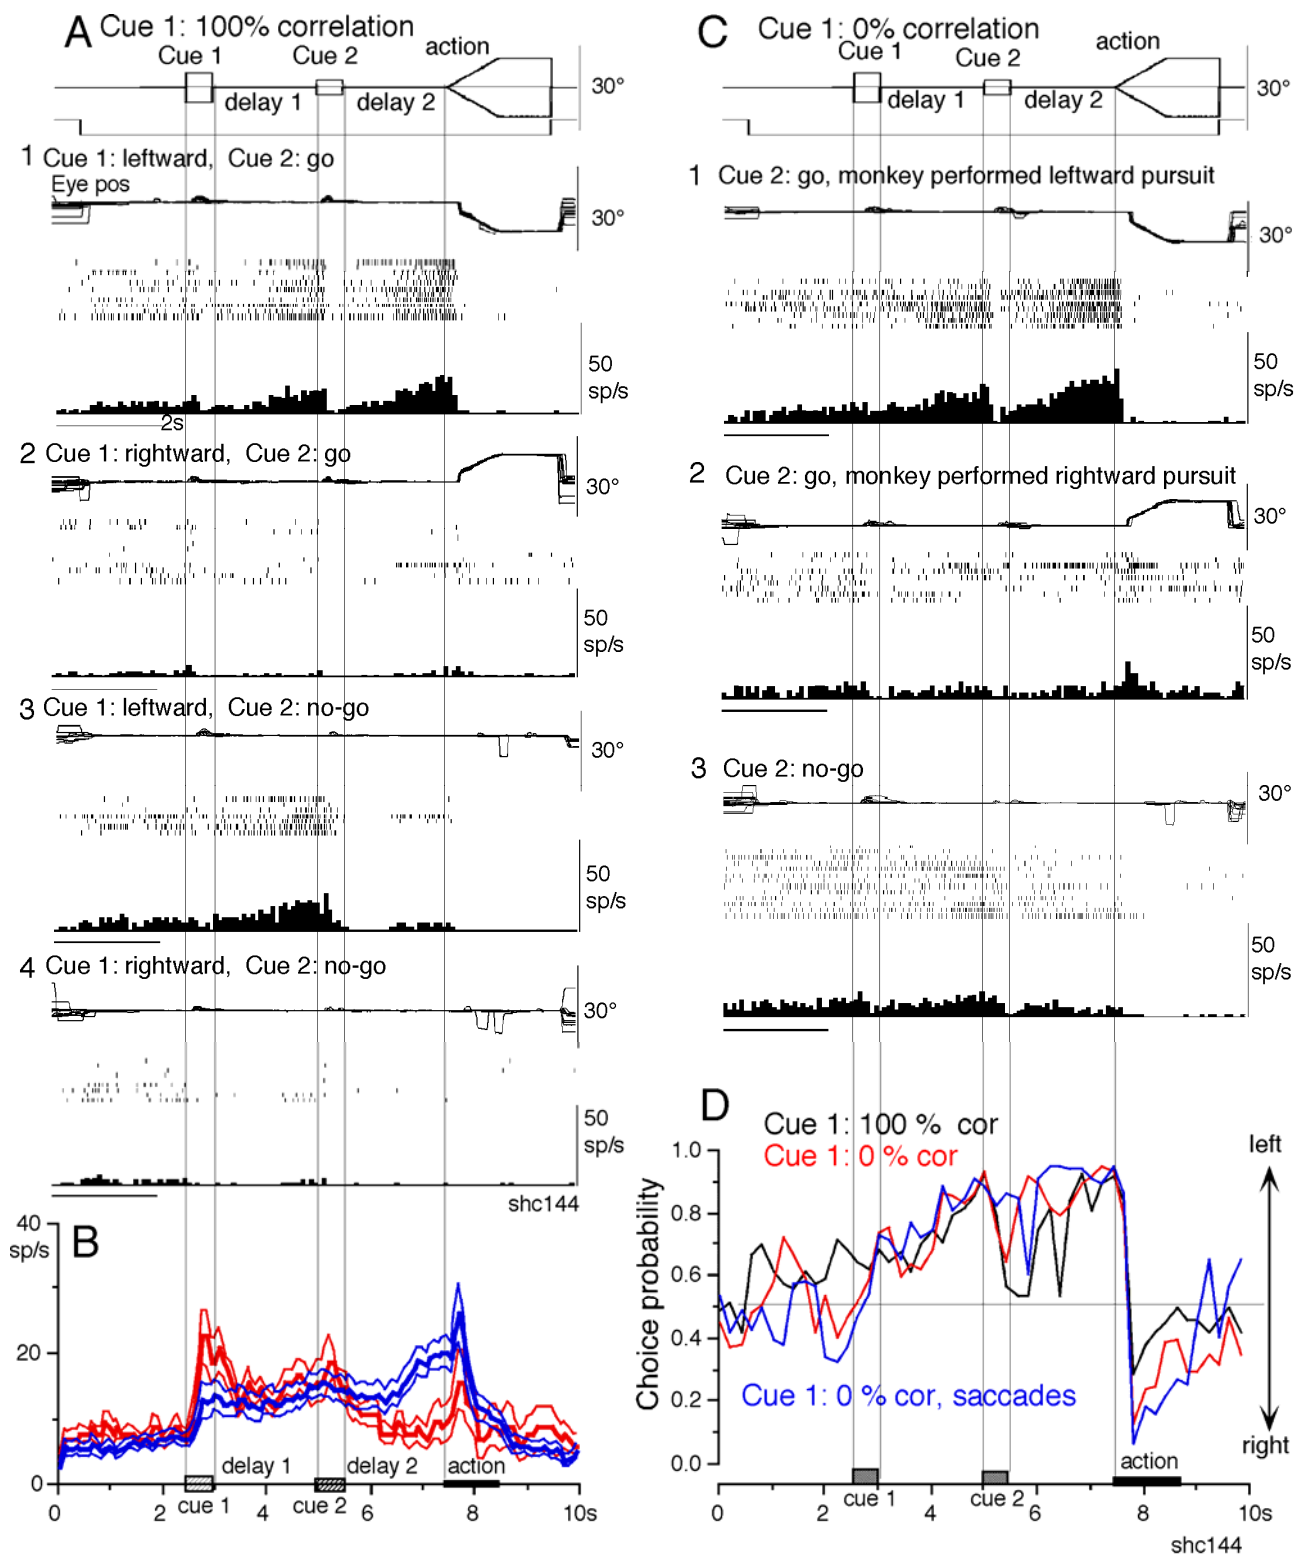 A Cue 1: 100% correlation
Cue 1
Cue 2
action
30°
delay 1
delay 2
1 Cue 1: leftward, Cue 2: go
Eye pos
30°
50
sp/s
2s
2 Cue 1: rightward, Cue 2: go
30°
50
sp/s
3 Cue 1: leftward, Cue 2: no-go
30°
50
sp/s
4 Cue 1: rightward, Cue 2: no-go
30°
50
sp/s
shc144
B
40
sp/s
20
0
delay 1
delay 2
action
cue 1
cue 2
0 2 4 6 8 10s
C Cue 1: 0% correlation
Cue 1
Cue 2
action
30°
delay 1
delay 2
1 Cue 2: go, monkey performed leftward pursuit
30°
50
sp/s
2 Cue 2: go, monkey performed rightward pursuit
30°
50
sp/s
3 Cue 2: no-go
30°
50
sp/s
D
Cue 1: 100 % cor
Cue 1: 0 % cor
Cue 1: 0 % cor, saccades
Choice probability
1.0
0.8
0.6
0.4
0.2
0.0
left
right
action
cue 1
cue 2
0 2 4 6 8 10s
shc144